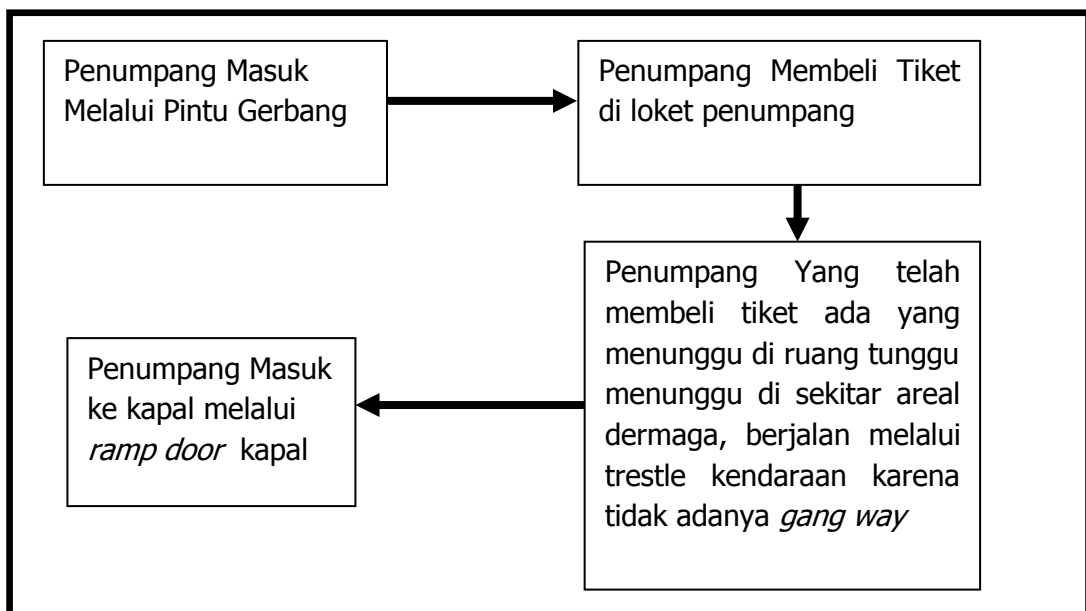 Penumpang Masuk
Melalui Pintu Gerbang
Penumpang Membeli Tiket
di loket penumpang
Penumpang Yang telah
membeli tiket ada yang
menunggu di ruang tunggu
menunggu di sekitar areal
dermaga, berjalan melalui
trestle kendaraan karena
tidak adanya gang way
Penumpang Masuk
ke kapal melalui
ramp door kapal